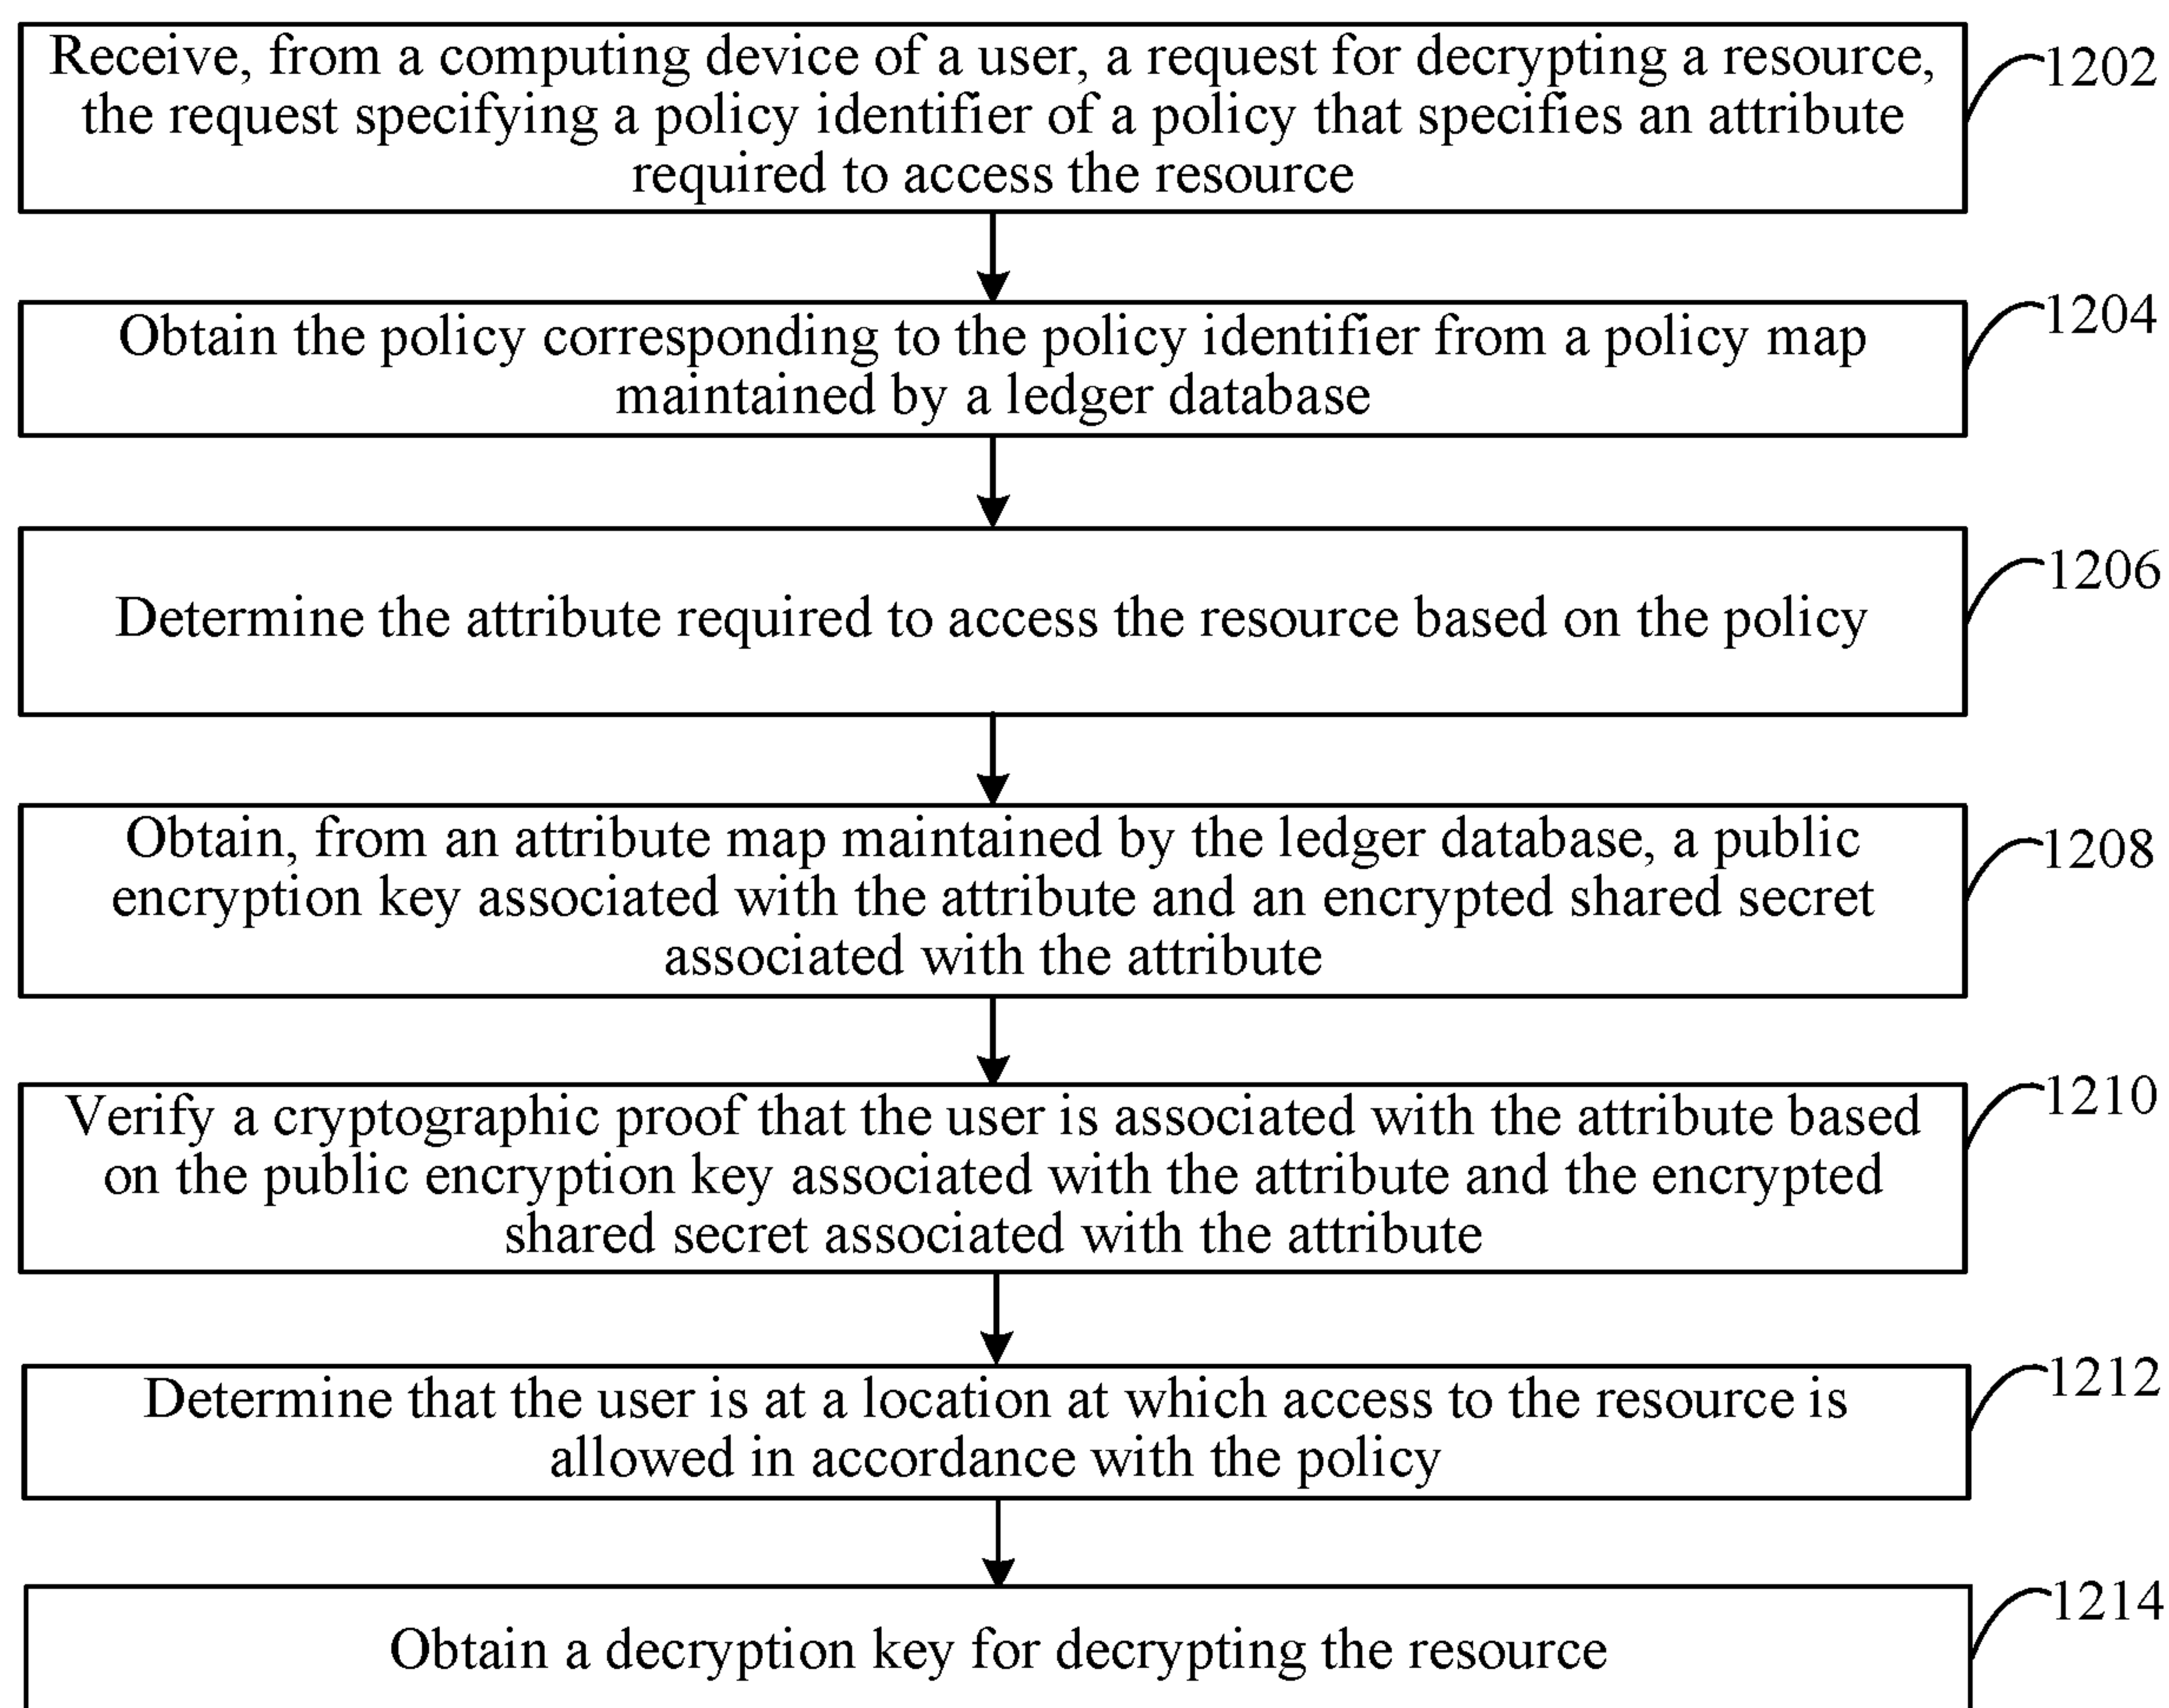 Receive, from a computing device of a user, a request for decrypting a resource,
the request specifying a policy identifier of a policy that specifies an attribute
required to access the resource
1202
Obtain the policy corresponding to the policy identifier from a policy map
maintained by a ledger database
1204
Determine the attribute required to access the resource based on the policy
1206
Obtain, from an attribute map maintained by the ledger database, a public
encryption key associated with the attribute and an encrypted shared secret
associated with the attribute
1208
Verify a cryptographic proof that the user is associated with the attribute based
on the public encryption key associated with the attribute and the encrypted
shared secret associated with the attribute
1210
Determine that the user is at a location at which access to the resource is
allowed in accordance with the policy
1212
Obtain a decryption key for decrypting the resource
1214